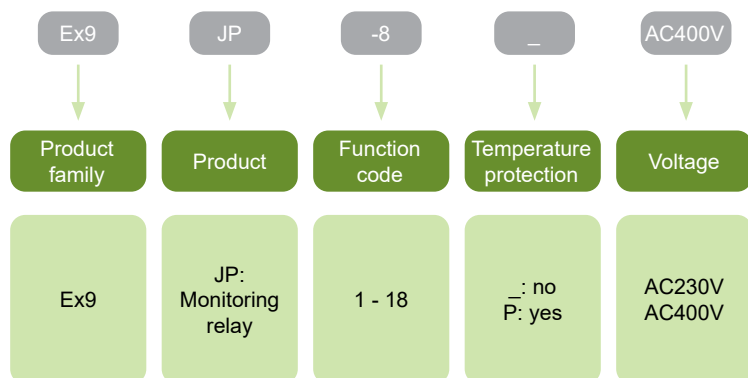 Ex9 JP -8 _ AC400V
Product family
Product
Function code
Temperature protection
Voltage
Ex9
JP:
Monitoring
relay
1 - 18
_: no
P: yes
AC230V
AC400V